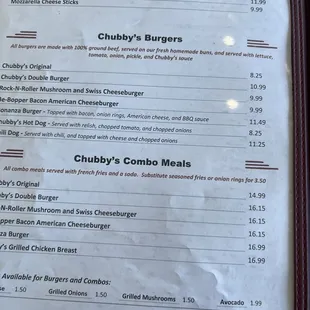 Mozzarella Cheese Sticks 11.99
9.99
Chubby's Burgers
All burgers are made with 100% ground beef, served on our fresh homemade buns, and served with lettuce,
tomato, onion, pickle, and Chubby's sauce
Chubby's Original 8.25
Chubby's Double Burger 10.99
Rock-N-Roller Mushroom and Swiss Cheeseburger 9.99
Be-Bopper Bacon American Cheeseburger 9.99
onanza Burger - Topped with bacon, onion rings, American cheese, and BBQ sauce 11.49
hubby's Hot Dog - Served with relish, chopped tomato, and chopped onions 8.25
hili Dog - Served with chili, and topped with cheese and chopped onions 11.25
Chubby's Combo Meals
All combo meals served with french fries and a soda. Substitute seasoned fries or onion rings for 3.50
by's Original 14.99
by's Double Burger 16.15
N-Roller Mushroom and Swiss Cheeseburger 16.15
opper Bacon American Cheeseburger 16.15
za Burger 16.99
y's Grilled Chicken Breast 16.99
Available for Burgers and Combos:
se 1.50 Grilled Onions 1.50 Grilled Mushrooms 1.50 Avocado 1.99